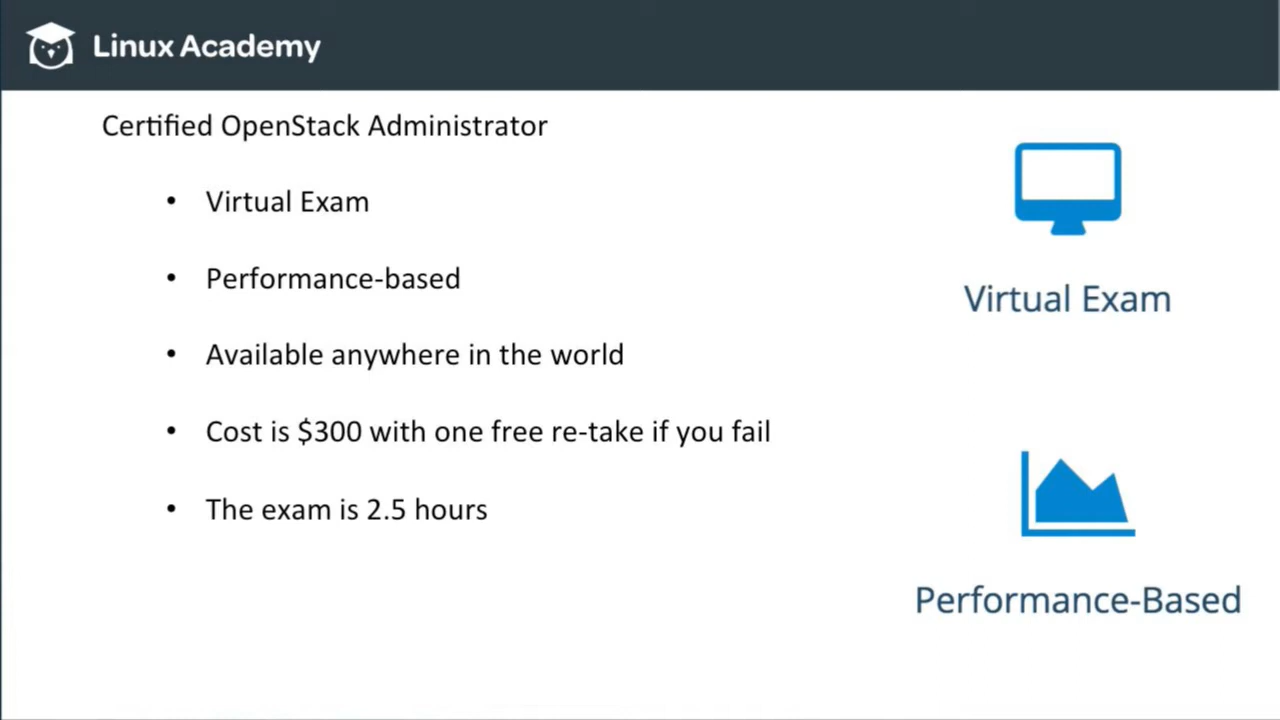 Linux Academy
Certified OpenStack Administrator
• Virtual Exam
• Performance-based
• Available anywhere in the world
• Cost is $300 with one free re-take if you fail
• The exam is 2.5 hours
Virtual Exam
Performance-Based